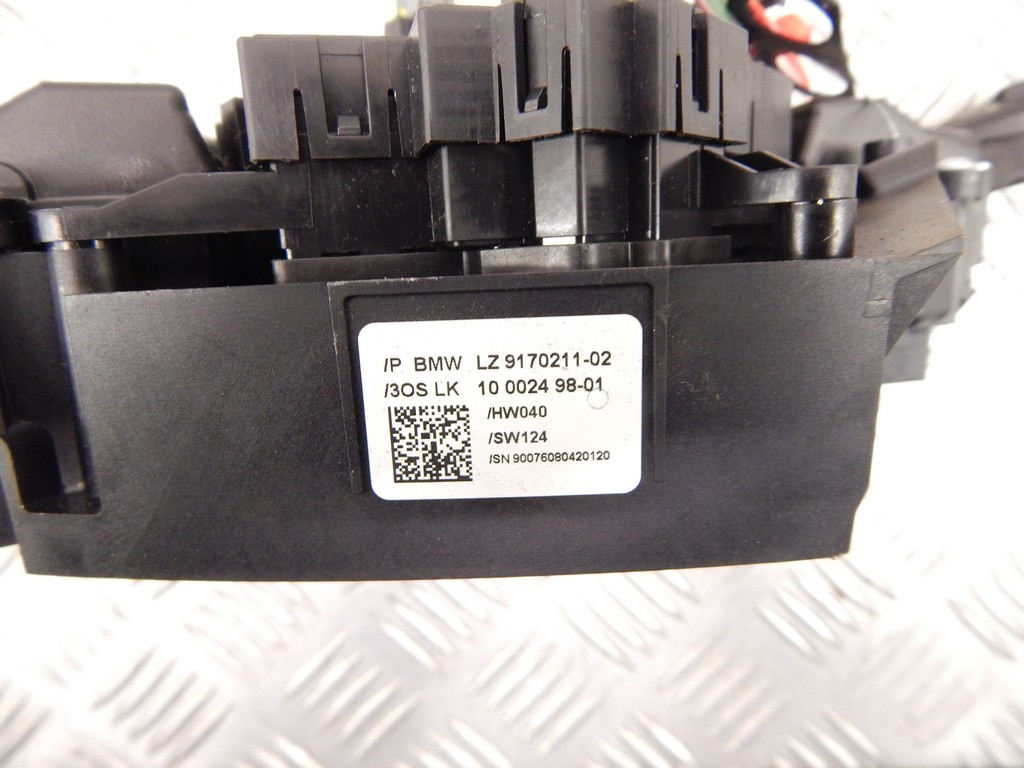 /P BMW LZ 9170211-02
/3OS LK 10 0024 98-01
/HW040
/SW124
/SN 90076080420120